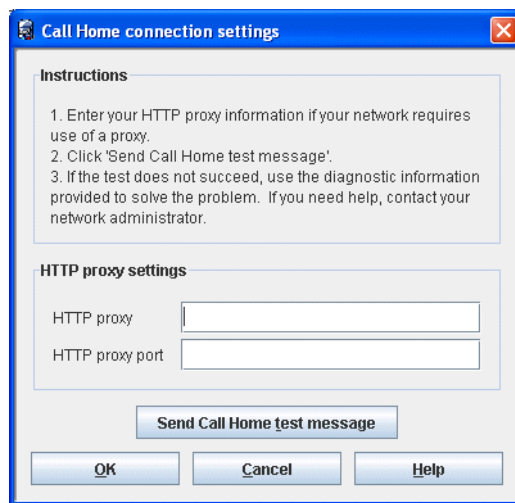 Call Home connection settings
Instructions
1. Enter your HTTP proxy information if your network requires
use of a proxy.
2. Click 'Send Call Home test message'.
3. If the test does not succeed, use the diagnostic information
provided to solve the problem.  If you need help, contact your
network administrator.
HTTP proxy settings
HTTP proxy
HTTP proxy port
Send Call Home test message
OK Cancel Help